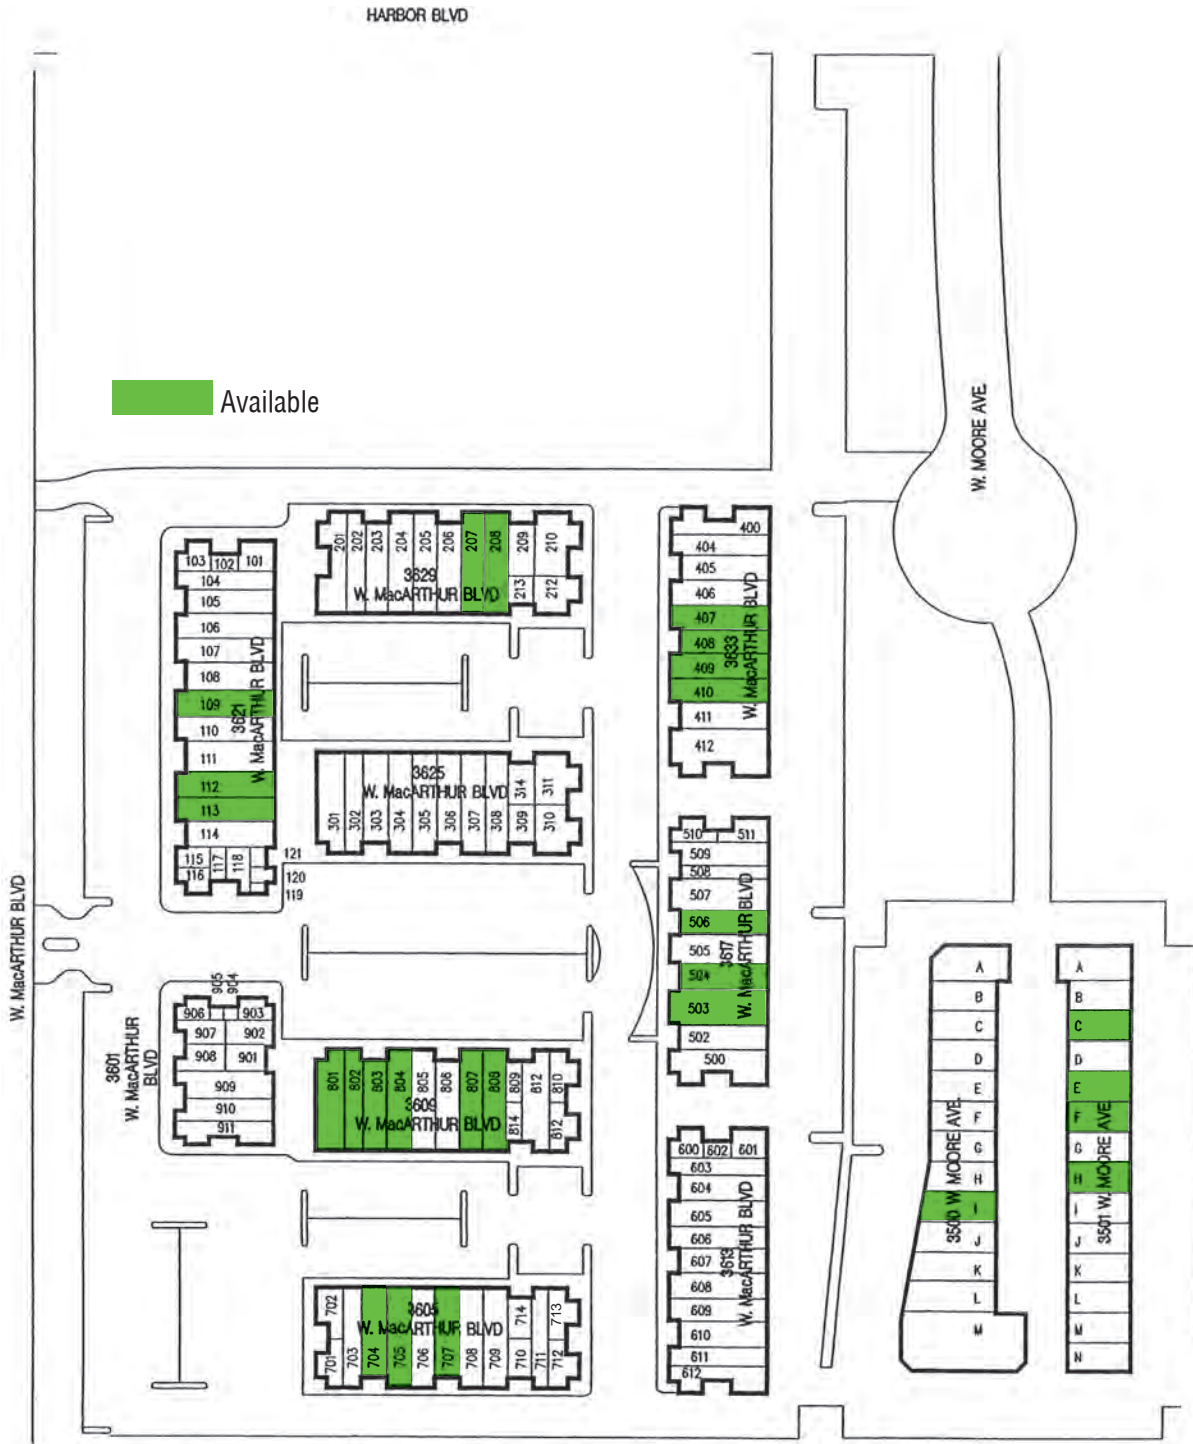 HARBOR BLVD
Available
W. MOORE AVE.
W. MacARTHUR BLVD
201
202
203
204
205
206
207
208
209
210
213
212
3629
W. MacARTHUR BLVD
103
102
101
104
105
106
107
108
109
110
111
112
113
114
115
116
117
118
121
120
119
3621
W. MacARTHUR BLVD
3625
W. MacARTHUR BLVD
301
302
303
304
305
306
307
308
309
310
314
311
400
404
405
406
407
408
409
410
411
412
3633
W. MacARTHUR BLVD
510
511
509
508
507
506
505
504
503
502
500
3617
W. MacARTHUR BLVD
905
904
906
903
907
902
908
901
909
910
911
3601
W. MacARTHUR
BLVD
801
802
803
804
805
806
807
808
809
812
810
814
812
3609
W. MacARTHUR BLVD
600
602
601
603
604
605
606
607
608
609
610
611
612
3613
W. MacARTHUR BLVD
702
714
713
3605
W. MacARTHUR BLVD
701
703
704
705
706
707
708
709
710
711
712
A
B
C
D
E
F
G
H
I
J
K
L
M
3500 W. MOORE AVE.
A
B
C
D
E
F
G
H
I
J
K
L
M
N
3501 W. MOORE AVE